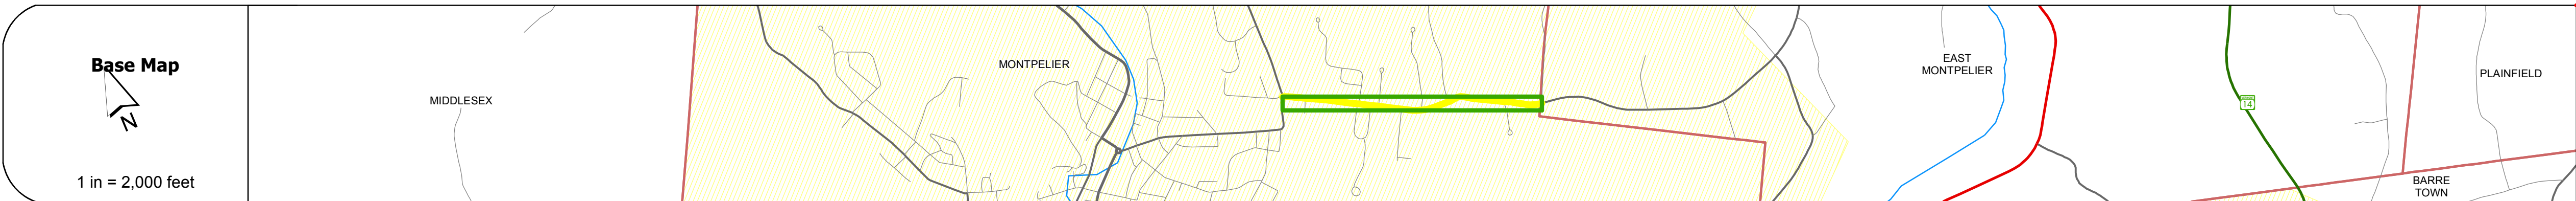 Base Map
N
1 in = 2,000 feet
MIDDLESEX
MONTPELIER
EAST
MONTPELIER
14
PLAINFIELD
BARRE
TOWN